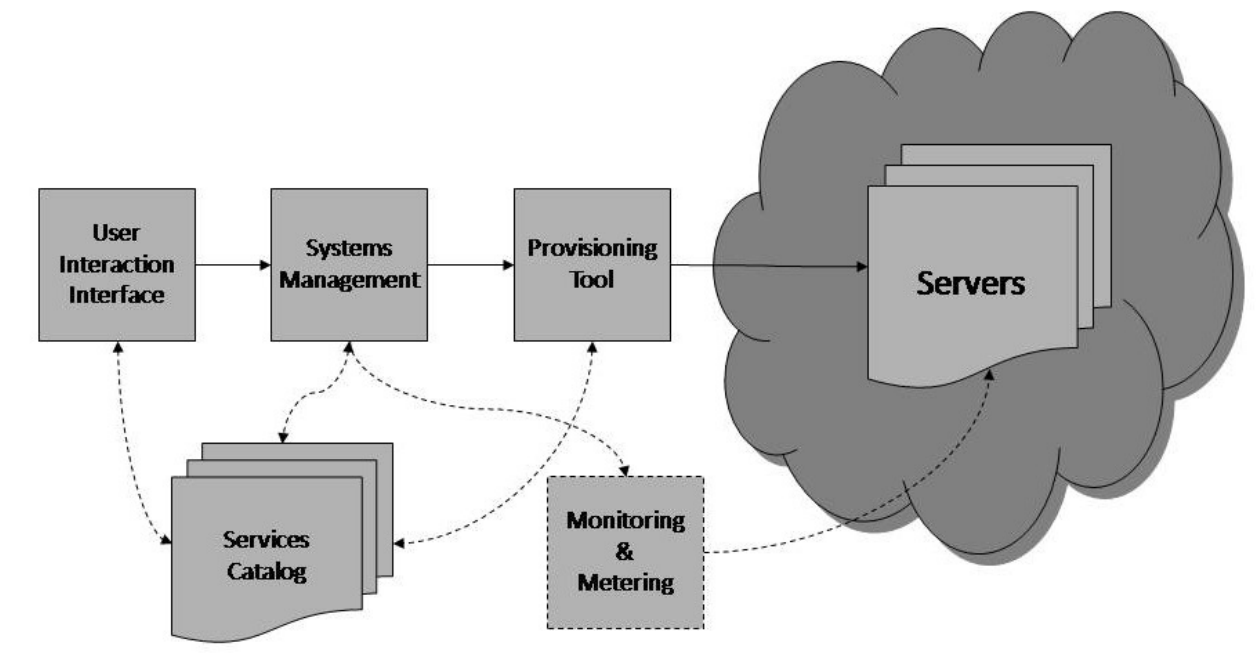 User
Interaction
Interface
Systems
Management
Provisioning
Tool
Servers
Services
Catalog
Monitoring
&
Metering